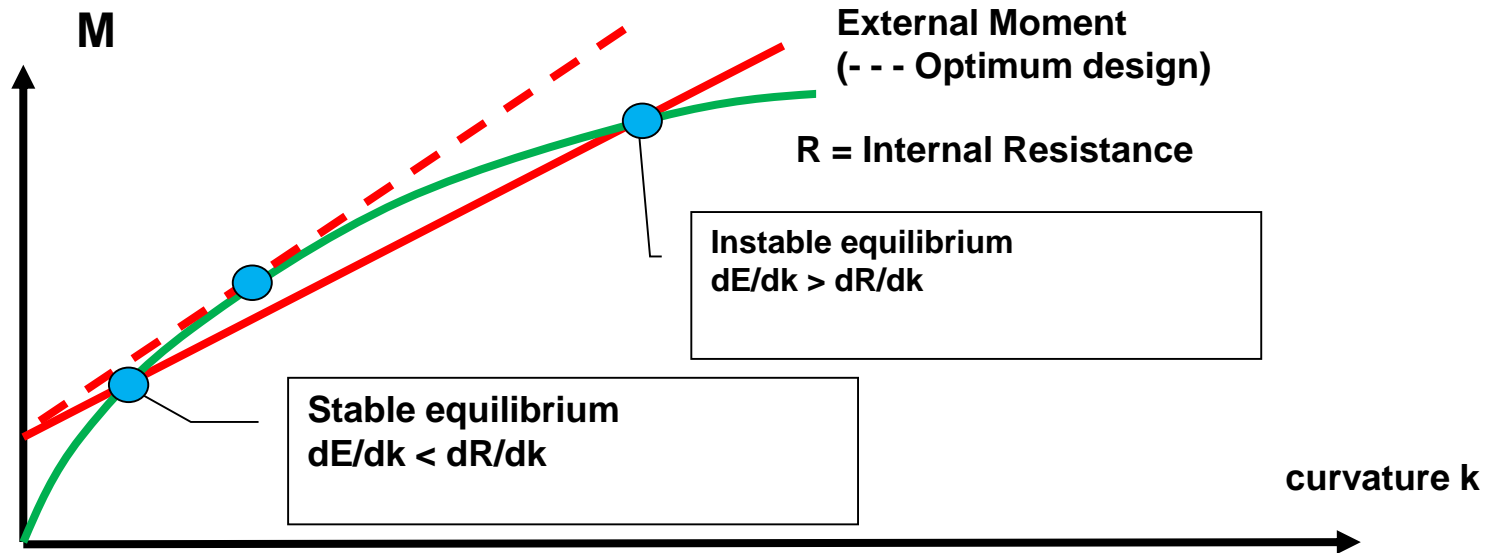 M
External Moment
(- - - Optimum design)
R = Internal Resistance
Instable equilibrium
dE/dk > dR/dk
Stable equilibrium
dE/dk < dR/dk
curvature k